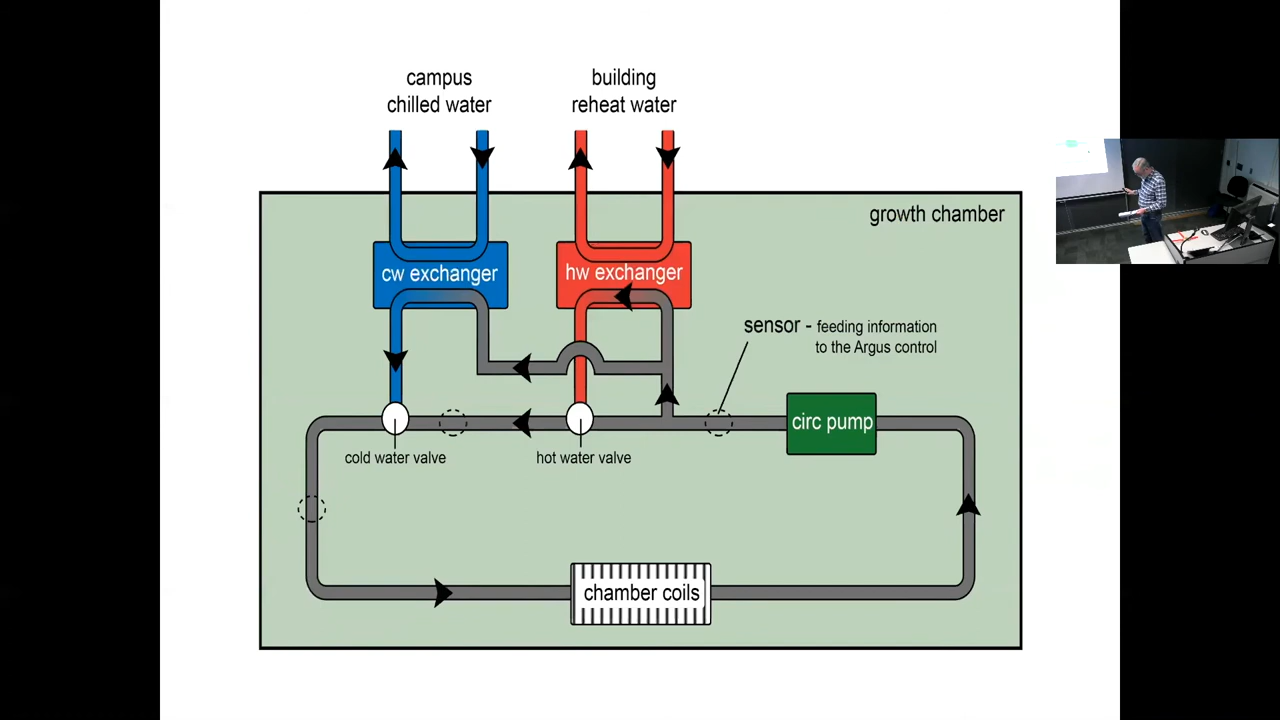 campus
chilled water
building
reheat water
growth chamber
cw exchanger
hw exchanger
sensor - feeding information
to the Argus control
circ pump
cold water valve
hot water valve
chamber coils